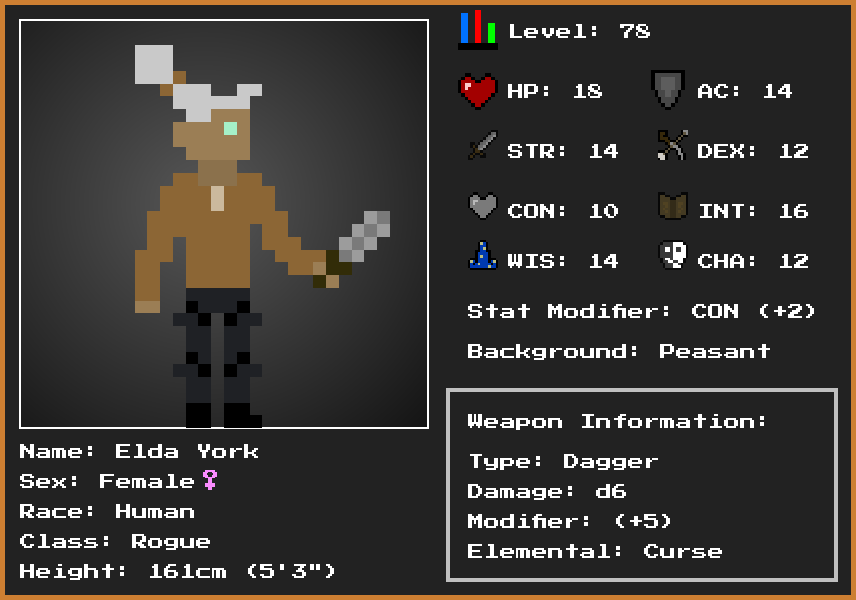 Level: 78
HP: 18 AC: 14
STR: 14 DEX: 12
CON: 10 INT: 16
WIS: 14 CHA: 12
Stat Modifier: CON (+2)
Background: Peasant
Weapon Information:
Type: Dagger
Damage: d6
Modifier: (+5)
Elemental: Curse
Name: Elda York
Sex: Female♀
Race: Human
Class: Rogue
Height: 161cm (5'3")